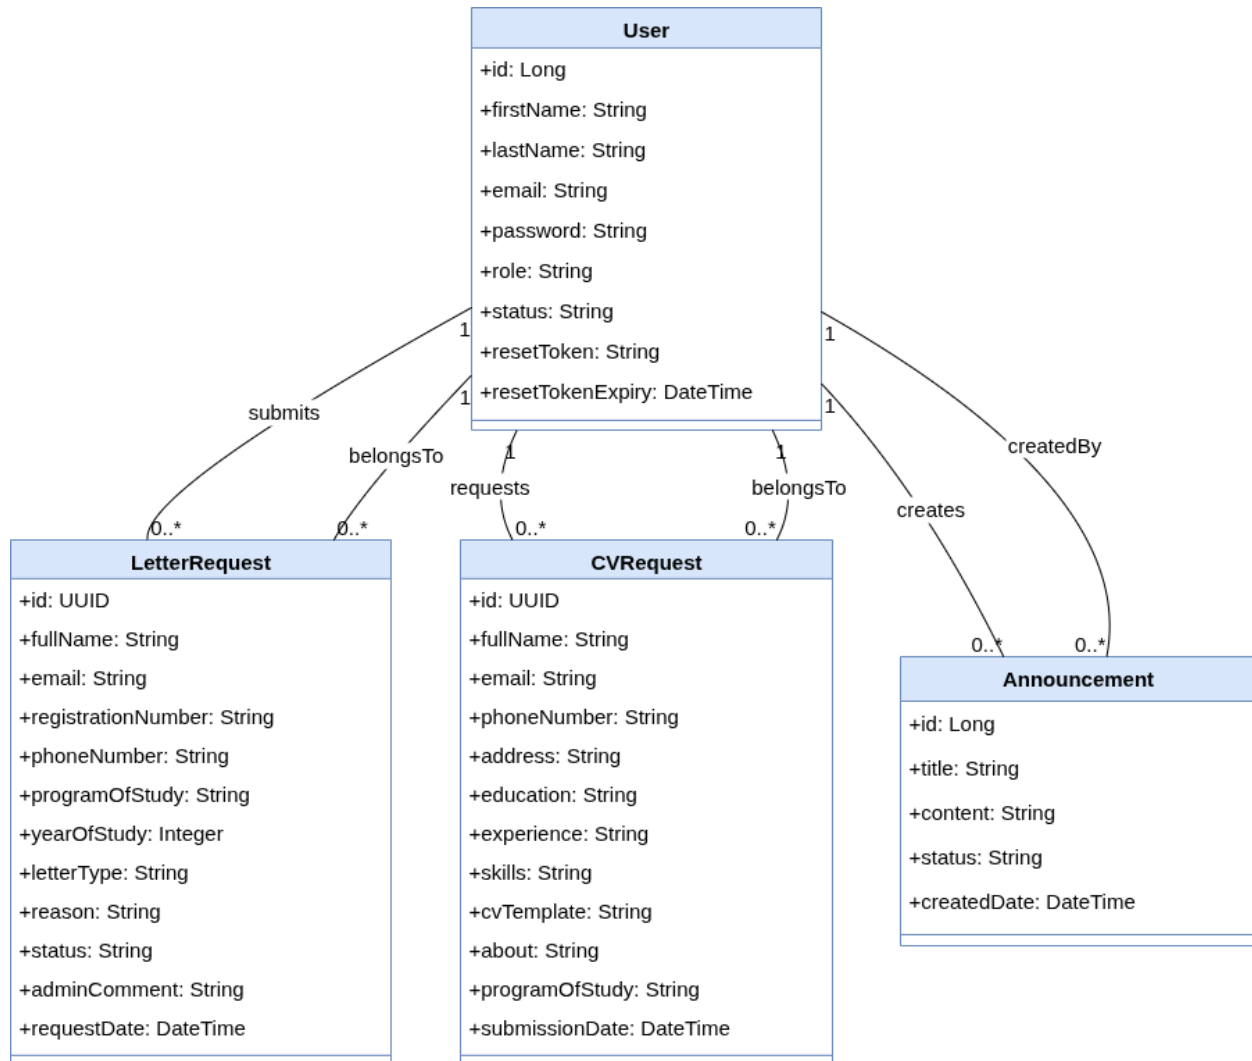 User
+id: Long
+firstName: String
+lastName: String
+email: String
+password: String
+role: String
+status: String
+resetToken: String
+resetTokenExpiry: DateTime
1
1
1
1
1
1
submits
belongsTo
requests
belongsTo
creates
createdBy
0..*
0..*
0..*
0..*
0..*
0..*
LetterRequest
+id: UUID
+fullName: String
+email: String
+registrationNumber: String
+phoneNumber: String
+programOfStudy: String
+yearOfStudy: Integer
+letterType: String
+reason: String
+status: String
+adminComment: String
+requestDate: DateTime
CVRequest
+id: UUID
+fullName: String
+email: String
+phoneNumber: String
+address: String
+education: String
+experience: String
+skills: String
+cvTemplate: String
+about: String
+programOfStudy: String
+submissionDate: DateTime
Announcement
+id: Long
+title: String
+content: String
+status: String
+createdDate: DateTime